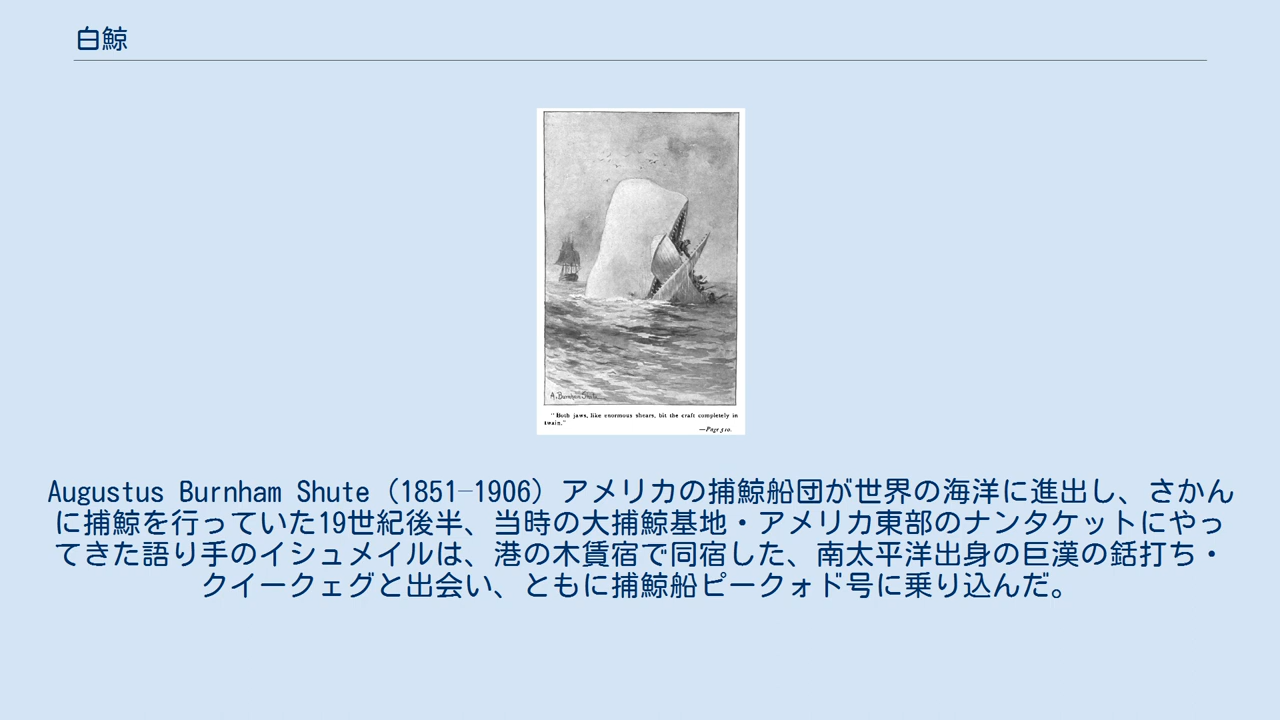 白鯨
A. Burnham Shute
"Both jaws, like enormous shears, bit the craft completely in
twain."
—Page 510.
Augustus Burnham Shute (1851–1906) アメリカの捕鯨船団が世界の海洋に進出し、さかん
に捕鯨を行っていた19世紀後半、当時の大捕鯨基地・アメリカ東部のナンタケットにやっ
てきた語り手のイシュメイルは、港の木賃宿で同宿した、南太平洋出身の巨漢の銛打ち・
クイークェグと出会い、ともに捕鯨船ピークォド号に乗り込んだ。